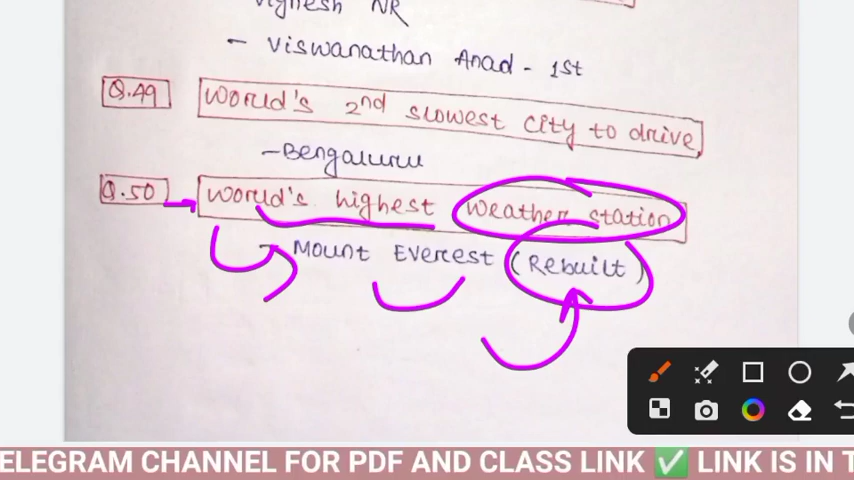 Vighesh NR
- Viswanathan Anad - 1st
Q.49 World's 2nd slowest city to drive
- Bengaluru
Q.50 World's highest Weather station
- Mount Everest (Rebuilt)
ELEGRAM CHANNEL FOR PDF AND CLASS LINK ✅ LINK IS IN T